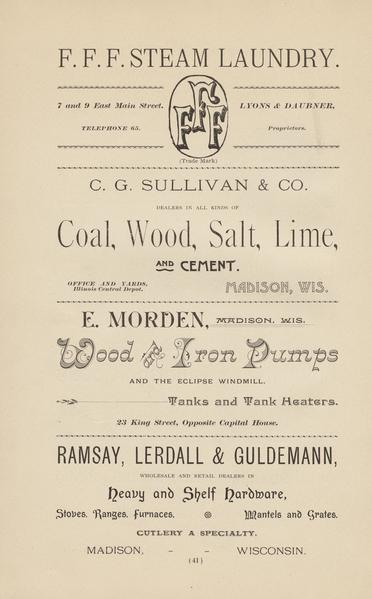 F. F. F. STEAM LAUNDRY.
7 and 9 East Main Street.
TELEPHONE 65.
FFF
(Trade Mark)
LYONS & DAUBNER,
Proprietors.
C. G. SULLIVAN & CO.
DEALERS IN ALL KINDS OF
Coal, Wood, Salt, Lime,
AND CEMENT.
OFFICE AND YARDS,
Illinois Central Depot.
MADISON, WIS.
E. MORDEN, MADISON, WIS.
Wood and Iron Pumps
AND THE ECLIPSE WINDMILL.
Tanks and Tank Heaters.
23 King Street, Opposite Capital House.
RAMSAY, LERDALL & GULDEMANN,
WHOLESALE AND RETAIL DEALERS IN
Heavy and Shelf Hardware,
Stoves, Ranges, Furnaces, Mantels and Grates.
CUTLERY A SPECIALTY.
MADISON, - - WISCONSIN.
(41)